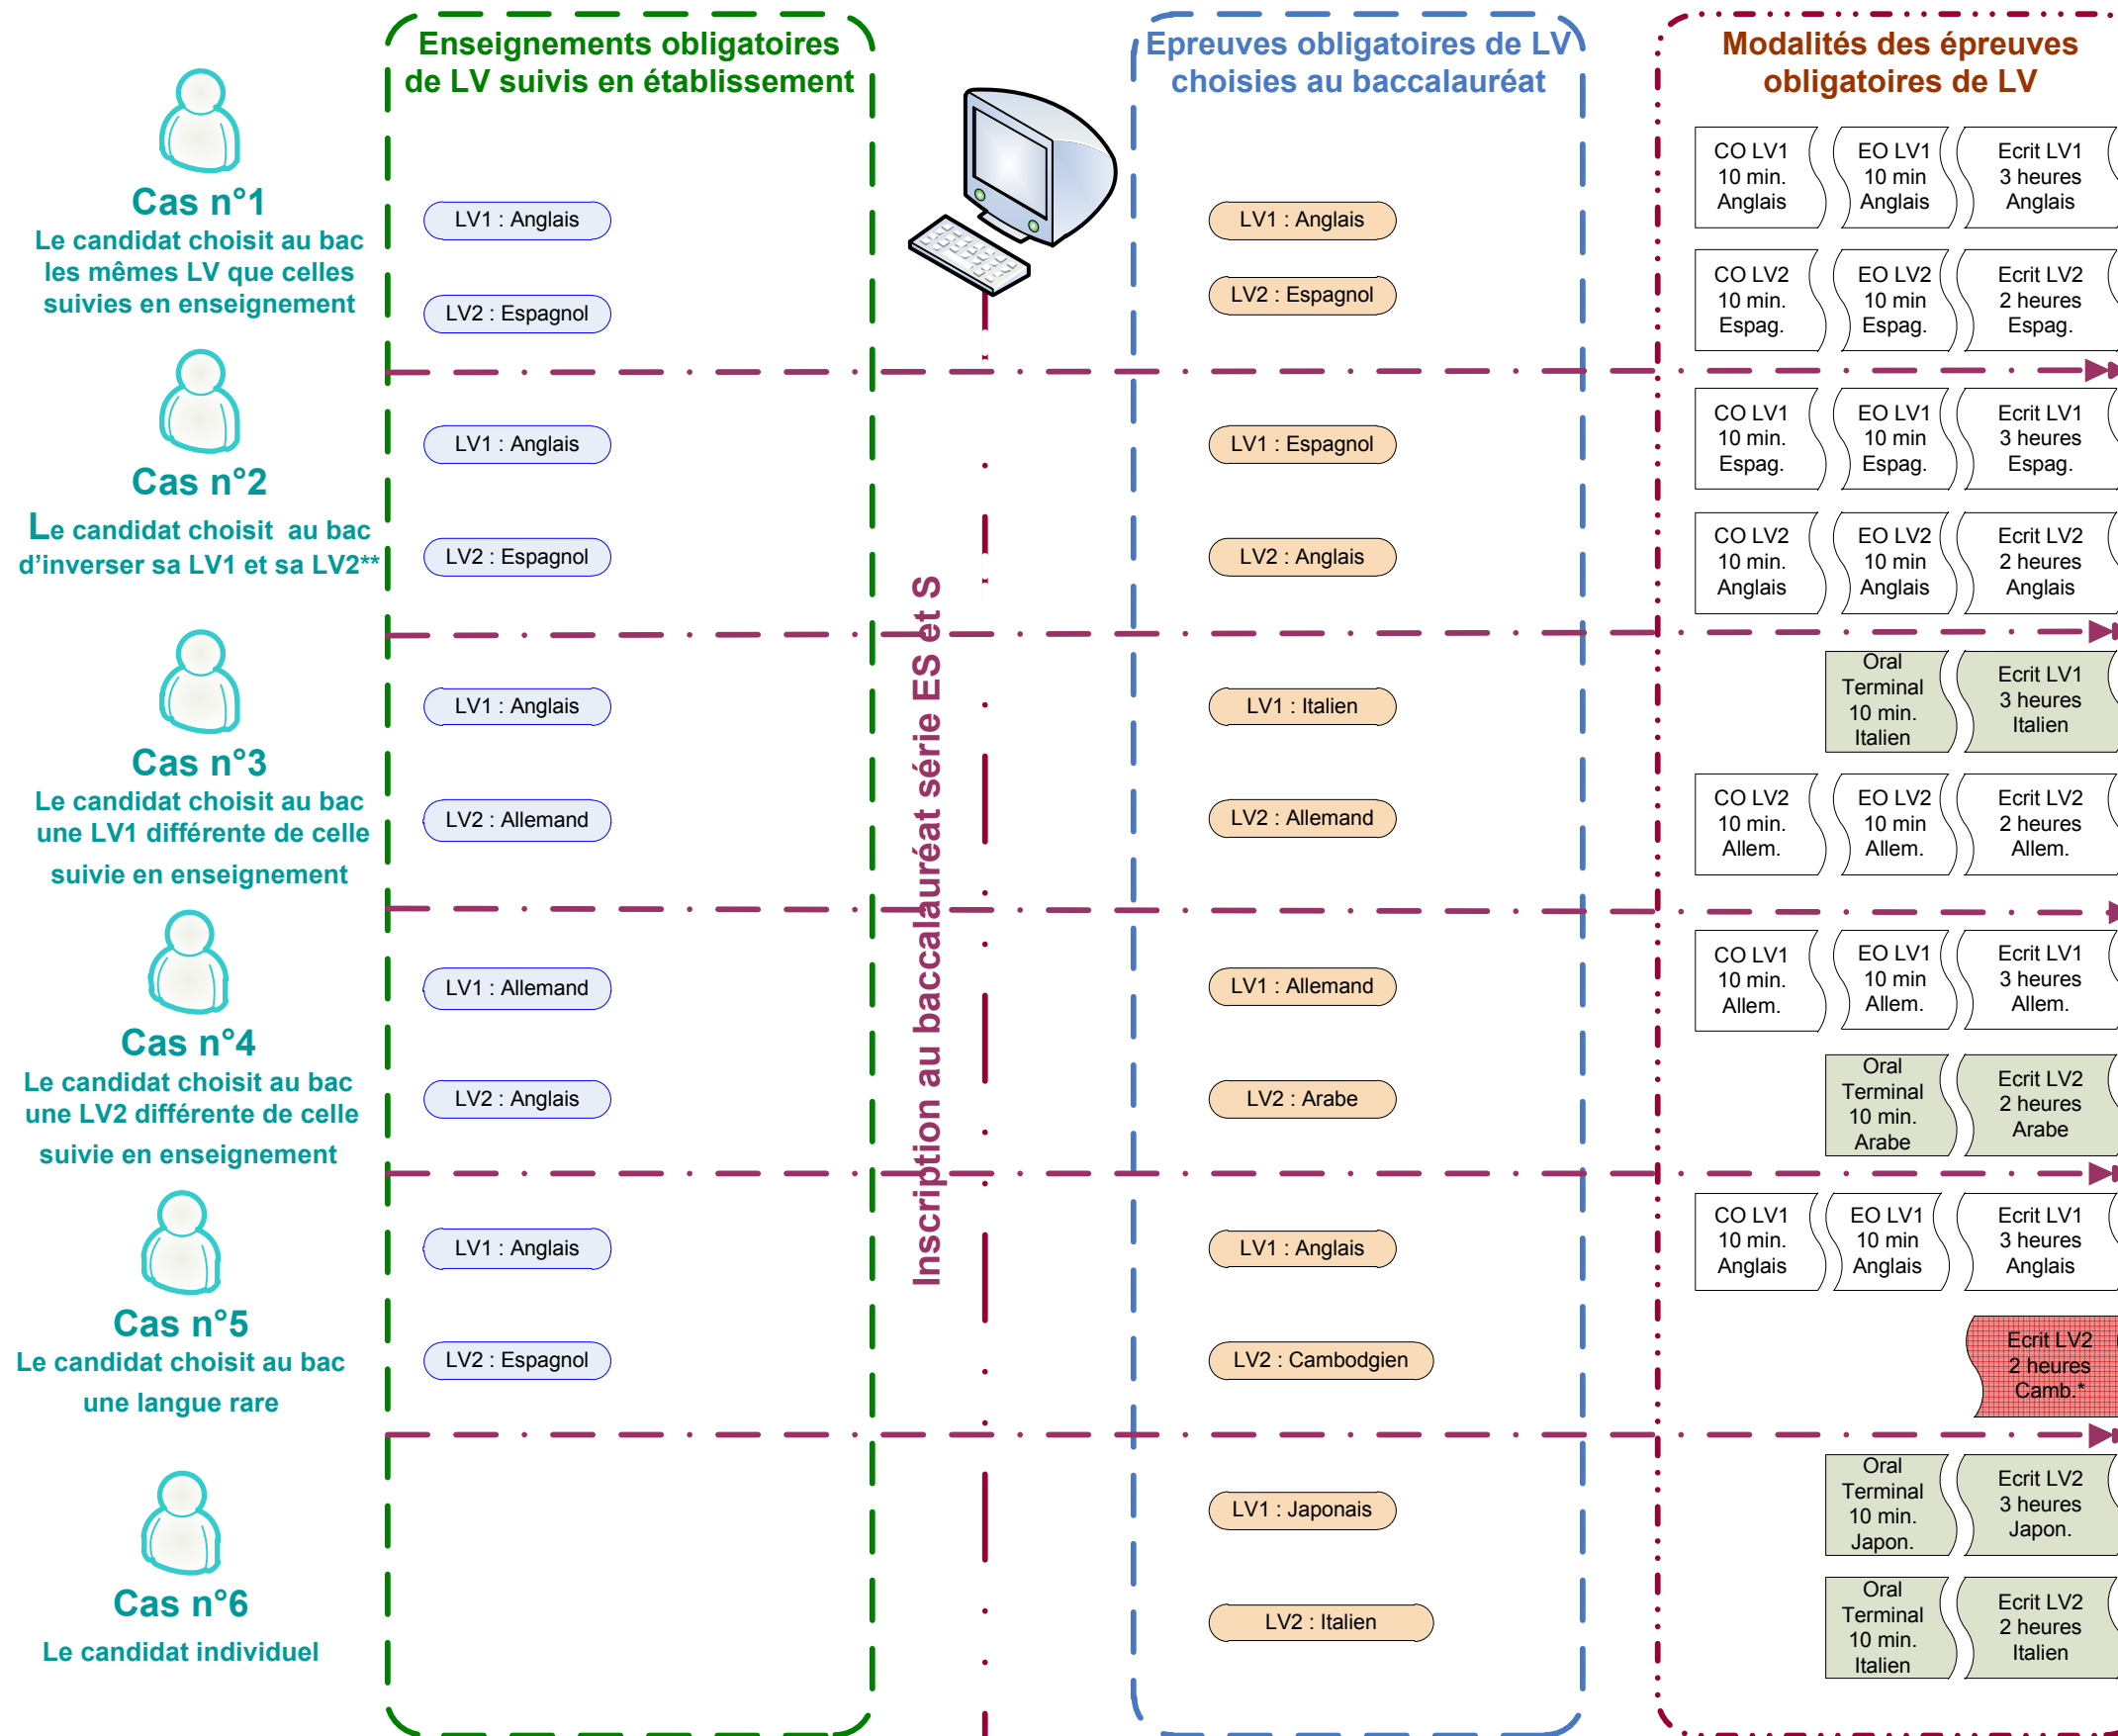 Enseignements obligatoires
de LV suivis en établissement
Epreuves obligatoires de LV
choisies au baccalauréat
Modalités des épreuves
obligatoires de LV
Cas n°1
Le candidat choisit au bac
les mêmes LV que celles
suivies en enseignement
LV1 : Anglais
LV2 : Espagnol
LV1 : Anglais
LV2 : Espagnol
CO LV1
10 min.
Anglais
EO LV1
10 min
Anglais
Ecrit LV1
3 heures
Anglais
CO LV2
10 min.
Espag.
EO LV2
10 min
Espag.
Ecrit LV2
2 heures
Espag.
Cas n°2
Le candidat choisit au bac
d'inverser sa LV1 et sa LV2**
LV1 : Anglais
LV2 : Espagnol
LV1 : Espagnol
LV2 : Anglais
CO LV1
10 min.
Espag.
EO LV1
10 min
Espag.
Ecrit LV1
3 heures
Espag.
CO LV2
10 min.
Anglais
EO LV2
10 min
Anglais
Ecrit LV2
2 heures
Anglais
Inscription au baccalauréat série ES et S
Cas n°3
Le candidat choisit au bac
une LV1 différente de celle
suivie en enseignement
LV1 : Anglais
LV2 : Allemand
LV1 : Italien
LV2 : Allemand
Oral
Terminal
10 min.
Italien
Ecrit LV1
3 heures
Italien
CO LV2
10 min.
Allem.
EO LV2
10 min
Allem.
Ecrit LV2
2 heures
Allem.
Cas n°4
Le candidat choisit au bac
une LV2 différente de celle
suivie en enseignement
LV1 : Allemand
LV2 : Anglais
LV1 : Allemand
LV2 : Arabe
CO LV1
10 min.
Allem.
EO LV1
10 min
Allem.
Ecrit LV1
3 heures
Allem.
Oral
Terminal
10 min.
Arabe
Ecrit LV2
2 heures
Arabe
Cas n°5
Le candidat choisit au bac
une langue rare
LV1 : Anglais
LV2 : Espagnol
LV1 : Anglais
LV2 : Cambodgien
CO LV1
10 min.
Anglais
EO LV1
10 min
Anglais
Ecrit LV1
3 heures
Anglais
Ecrit LV2
2 heures
Camb.*
Cas n°6
Le candidat individuel
LV1 : Japonais
LV2 : Italien
Oral
Terminal
10 min.
Japon.
Ecrit LV2
3 heures
Japon.
Oral
Terminal
10 min.
Italien
Ecrit LV2
2 heures
Italien